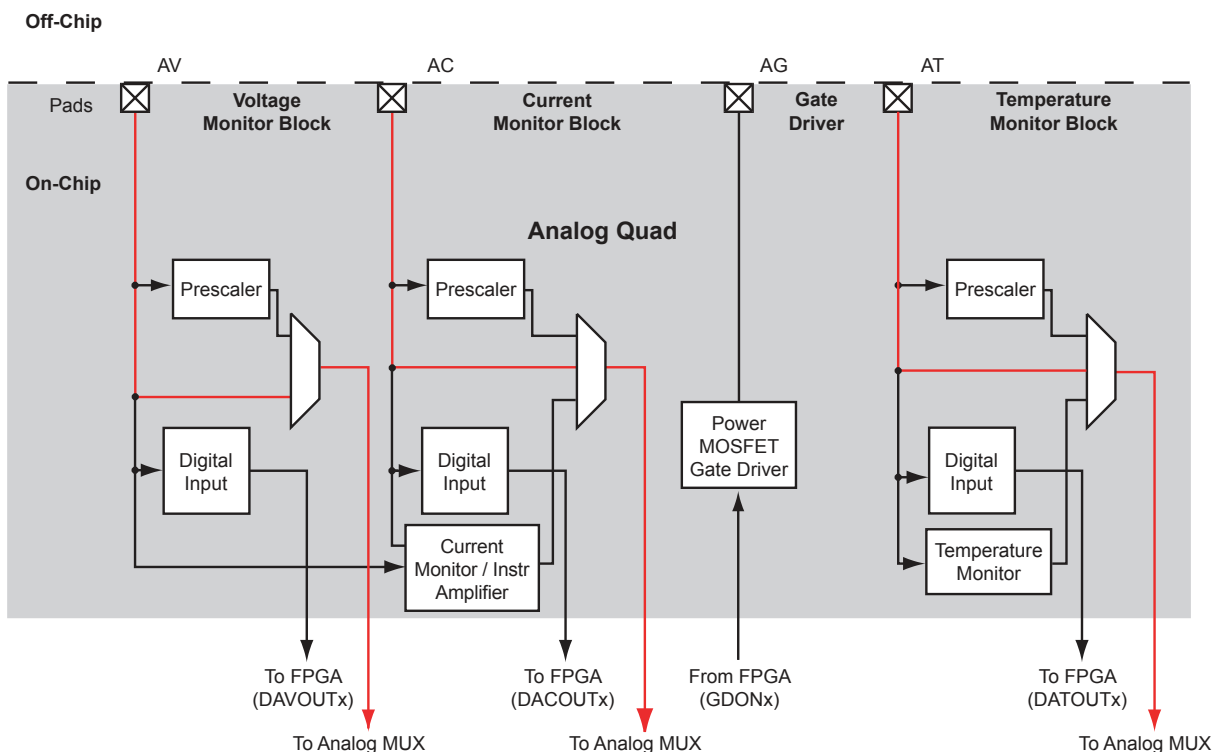 Off-Chip
AV
AC
AG
AT
Pads
Voltage
Monitor Block
Current
Monitor Block
Gate
Driver
Temperature
Monitor Block
On-Chip
Analog Quad
Prescaler
Prescaler
Prescaler
Power
MOSFET
Gate Driver
Digital
Input
Digital
Input
Digital
Input
Current
Monitor / Instr
Amplifier
Temperature
Monitor
To FPGA
(DAVOUTx)
To FPGA
(DACOUTx)
From FPGA
(GDONx)
To FPGA
(DATOUTx)
To Analog MUX
To Analog MUX
To Analog MUX